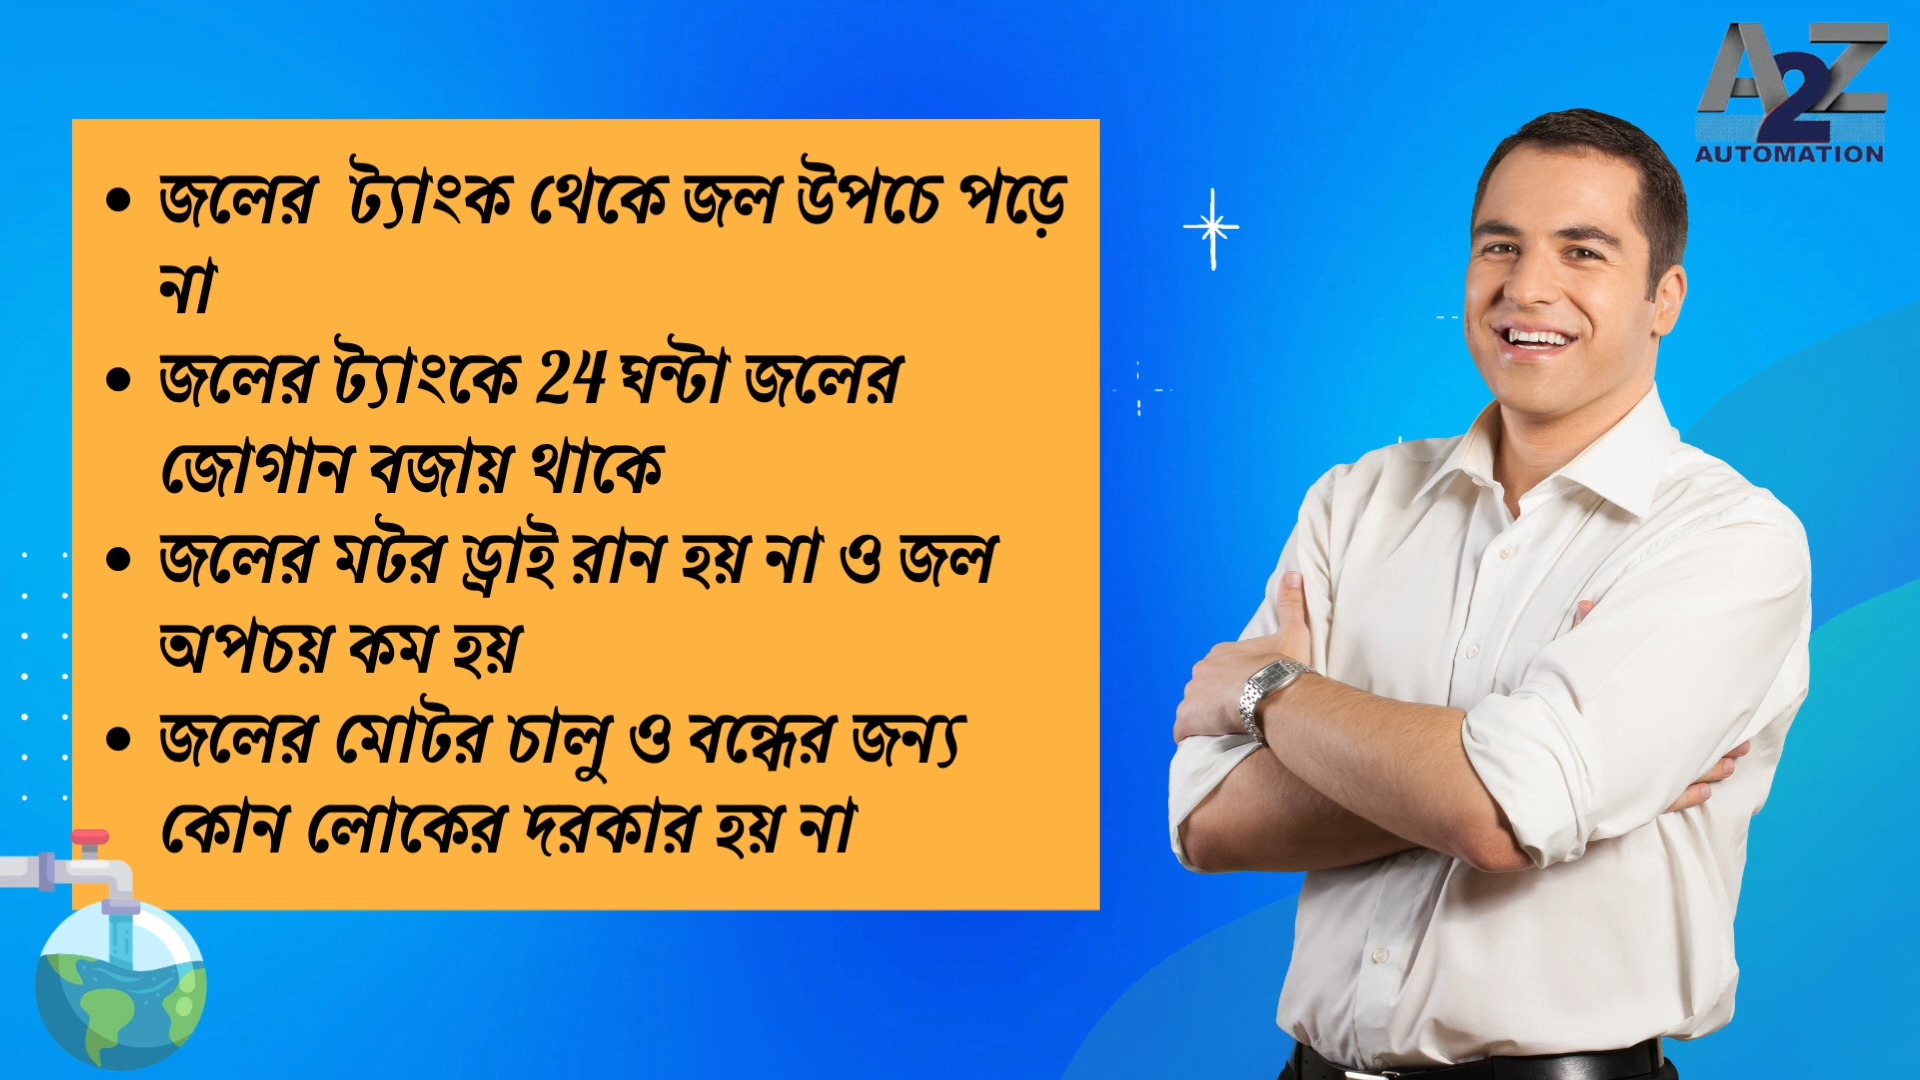 A2Z
AUTOMATION
• জলের ট্যাংক থেকে জল উপচে পড়ে
না
• জলের ট্যাংকে 24 ঘন্টা জলের
জোগান বজায় থাকে
• জলের মটর ড্রাই রান হয় না ও জল
অপচয় কম হয়
• জলের মোটর চালু ও বন্ধের জন্য
কোন লোকের দরকার হয় না